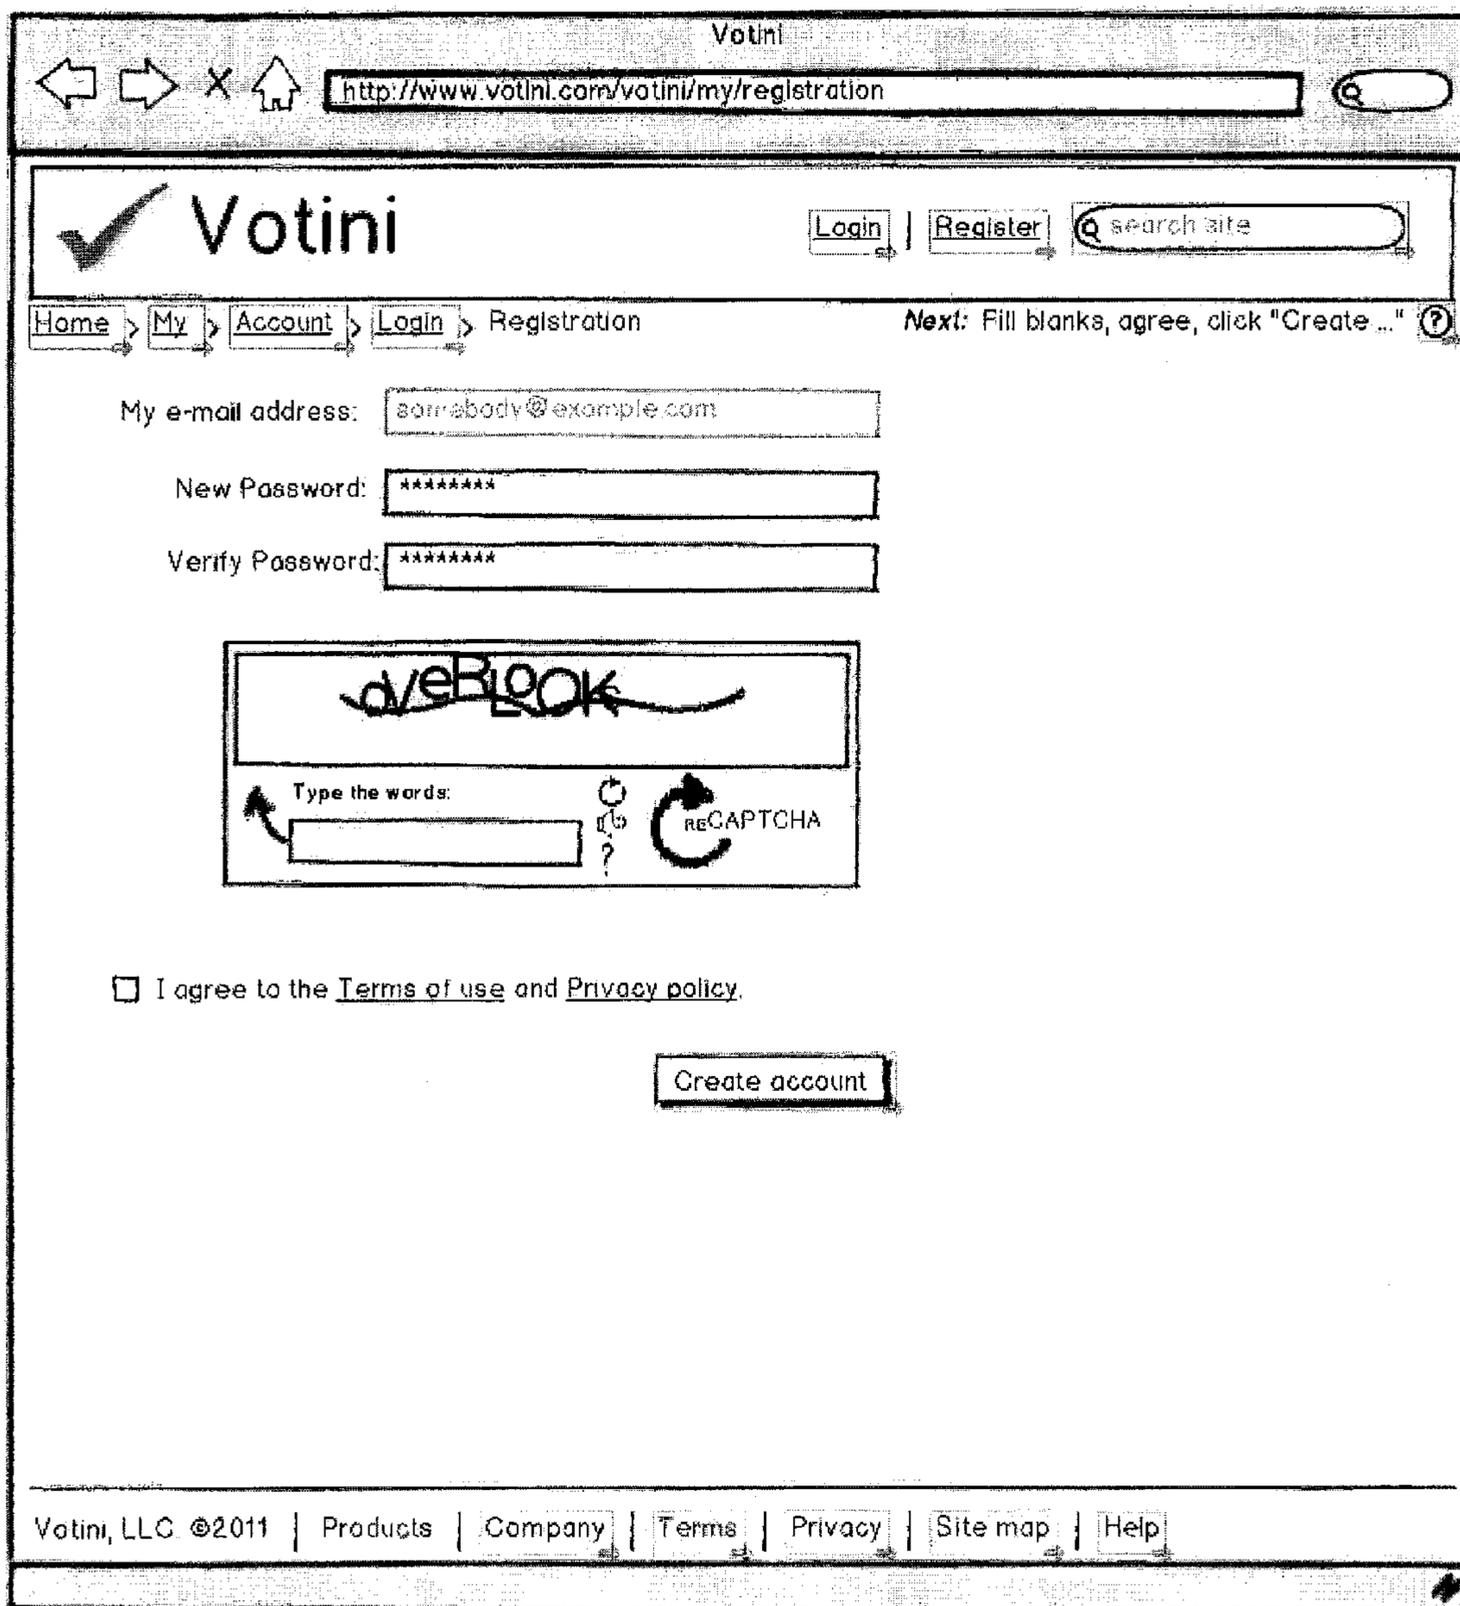 Votini
http://www.votini.com/votini/my/registration
Votini
Login | Register search site
Home > My > Account > Login > Registration Next: Fill blanks, agree, click "Create ..." ?
My e-mail address: somebody@example.com
New Password: ********
Verify Password: ********
oveRLOOK
Type the words:
?
reCAPTCHA
I agree to the Terms of use and Privacy policy.
Create account
Votini, LLC. ©2011 | Products | Company | Terms | Privacy | Site map | Help